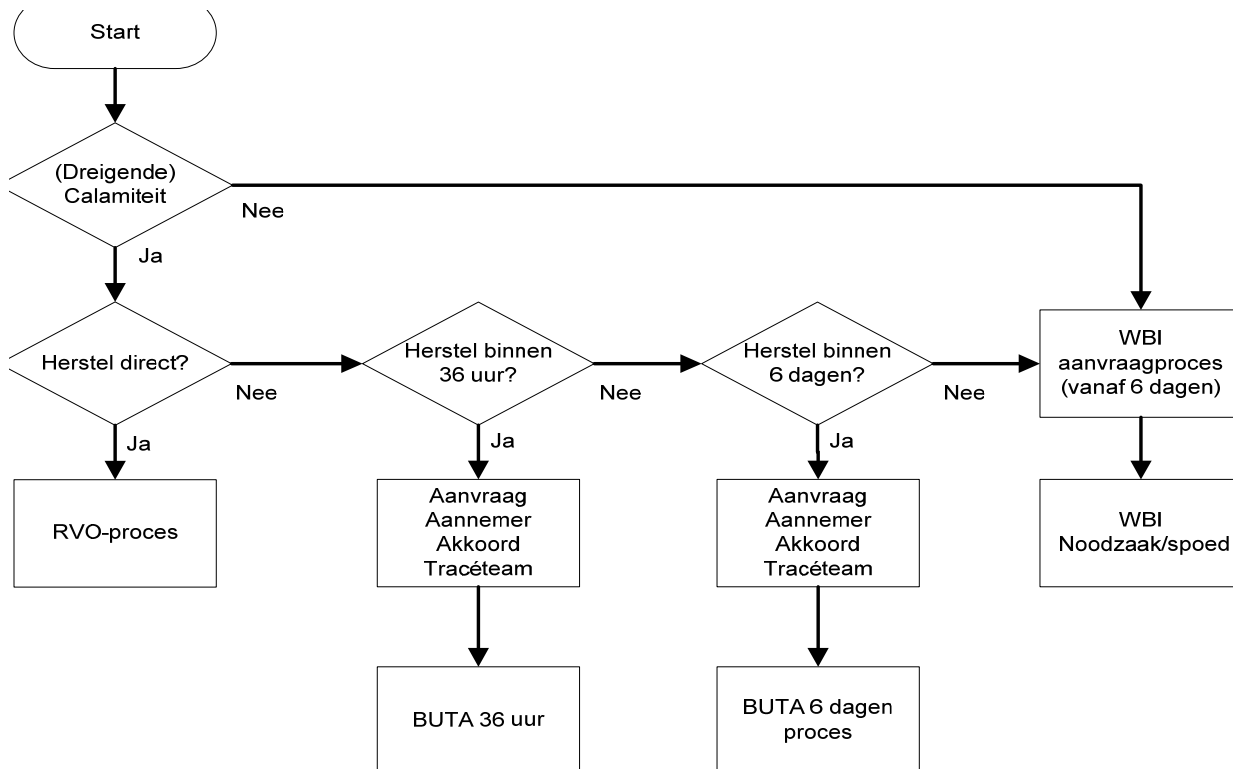 Start
(Dreigende)
Calamiteit
Nee
Ja
Herstel direct?
Nee
Herstel binnen
36 uur?
Nee
Herstel binnen
6 dagen?
Nee
WBI
aanvraagproces
(vanaf 6 dagen)
Ja
Ja
Ja
RVO-proces
Aanvraag
Aannemer
Akkoord
Tracéteam
Aanvraag
Aannemer
Akkoord
Tracéteam
WBI
Noodzaak/spoed
BUTA 36 uur
BUTA 6 dagen
proces